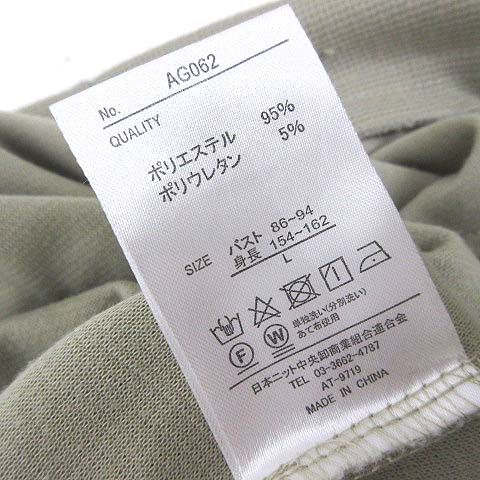 No. AG062
QUALITY
ポリエステル 95%
ポリウレタン 5%
SIZE バスト 86~94
身長 154~162
L
F W 単独洗い(分別洗い)
あて布使用
日本ニット中央卸商業組合連合会
TEL 03-3662-4787
AT-9719
MADE IN CHINA